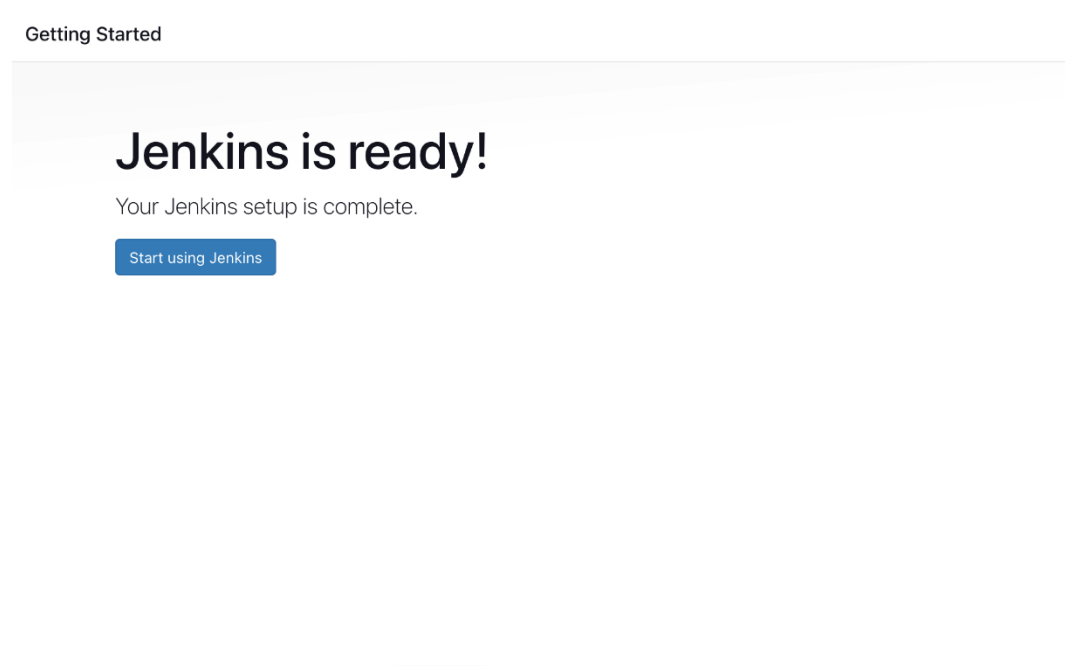 Getting Started
Jenkins is ready!
Your Jenkins setup is complete.
Start using Jenkins